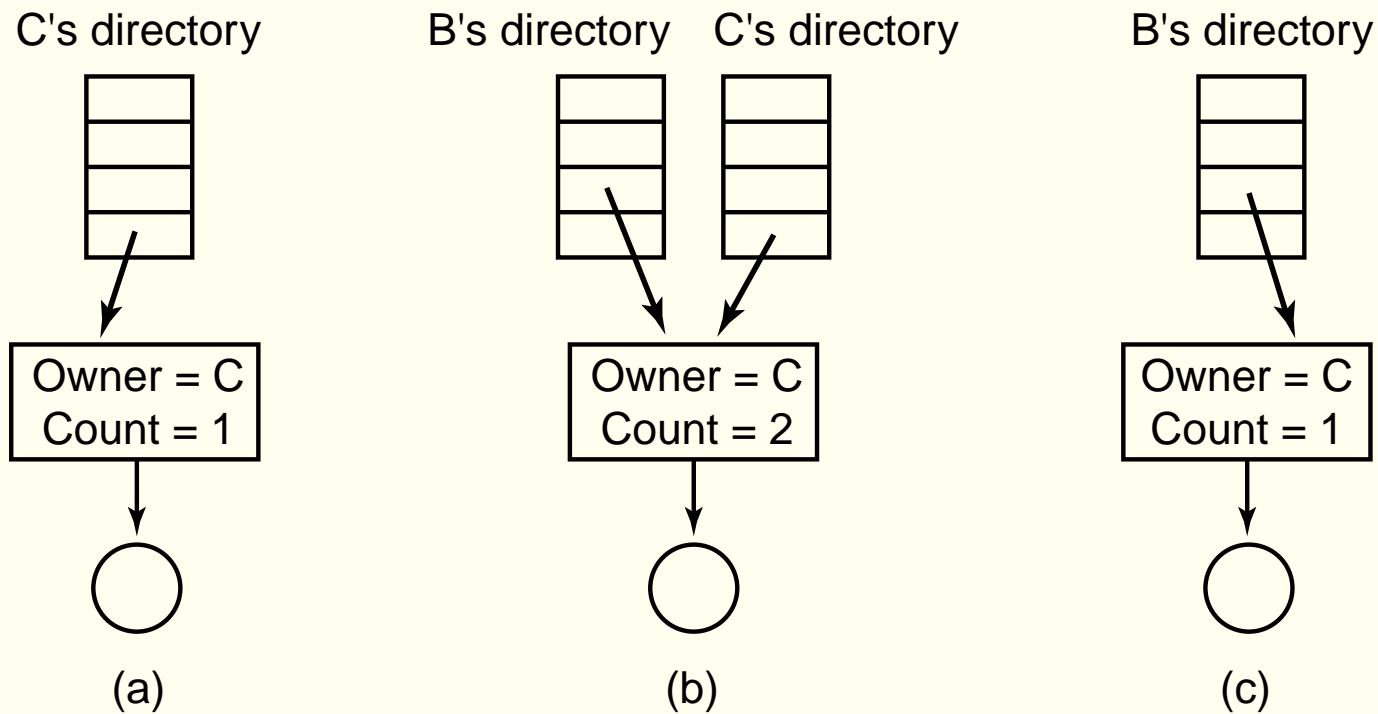 C's directory
B's directory
C's directory
B's directory
Owner = C
Count = 1
Owner = C
Count = 2
Owner = C
Count = 1
(a)
(b)
(c)